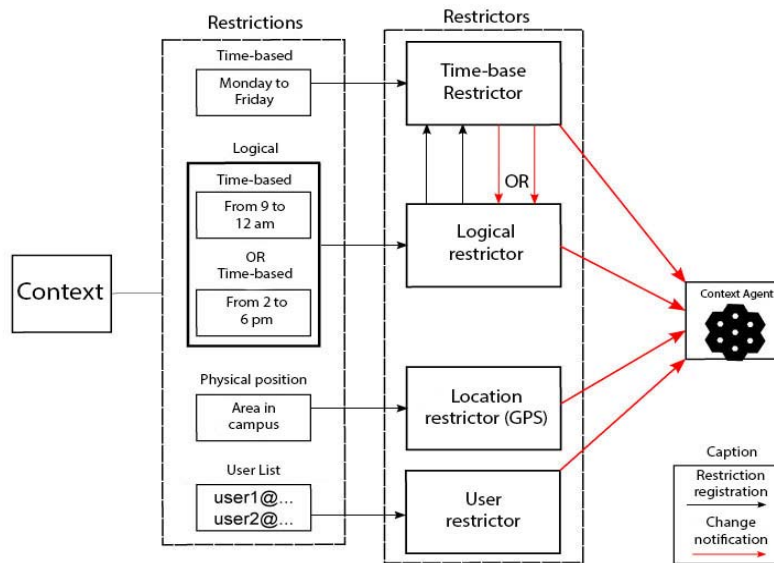 Restrictions
Restrictors
Time-based
Monday to
Friday
Time-base
Restrictor
Logical
Time-based
From 9 to
12 am
OR
Time-based
From 2 to
6 pm
OR
Logical
restrictor
Context
Context Agent
Physical position
Area in
campus
Location
restrictor (GPS)
User List
user1@...
user2@...
User
restrictor
Caption
Restriction
registration
Change
notification